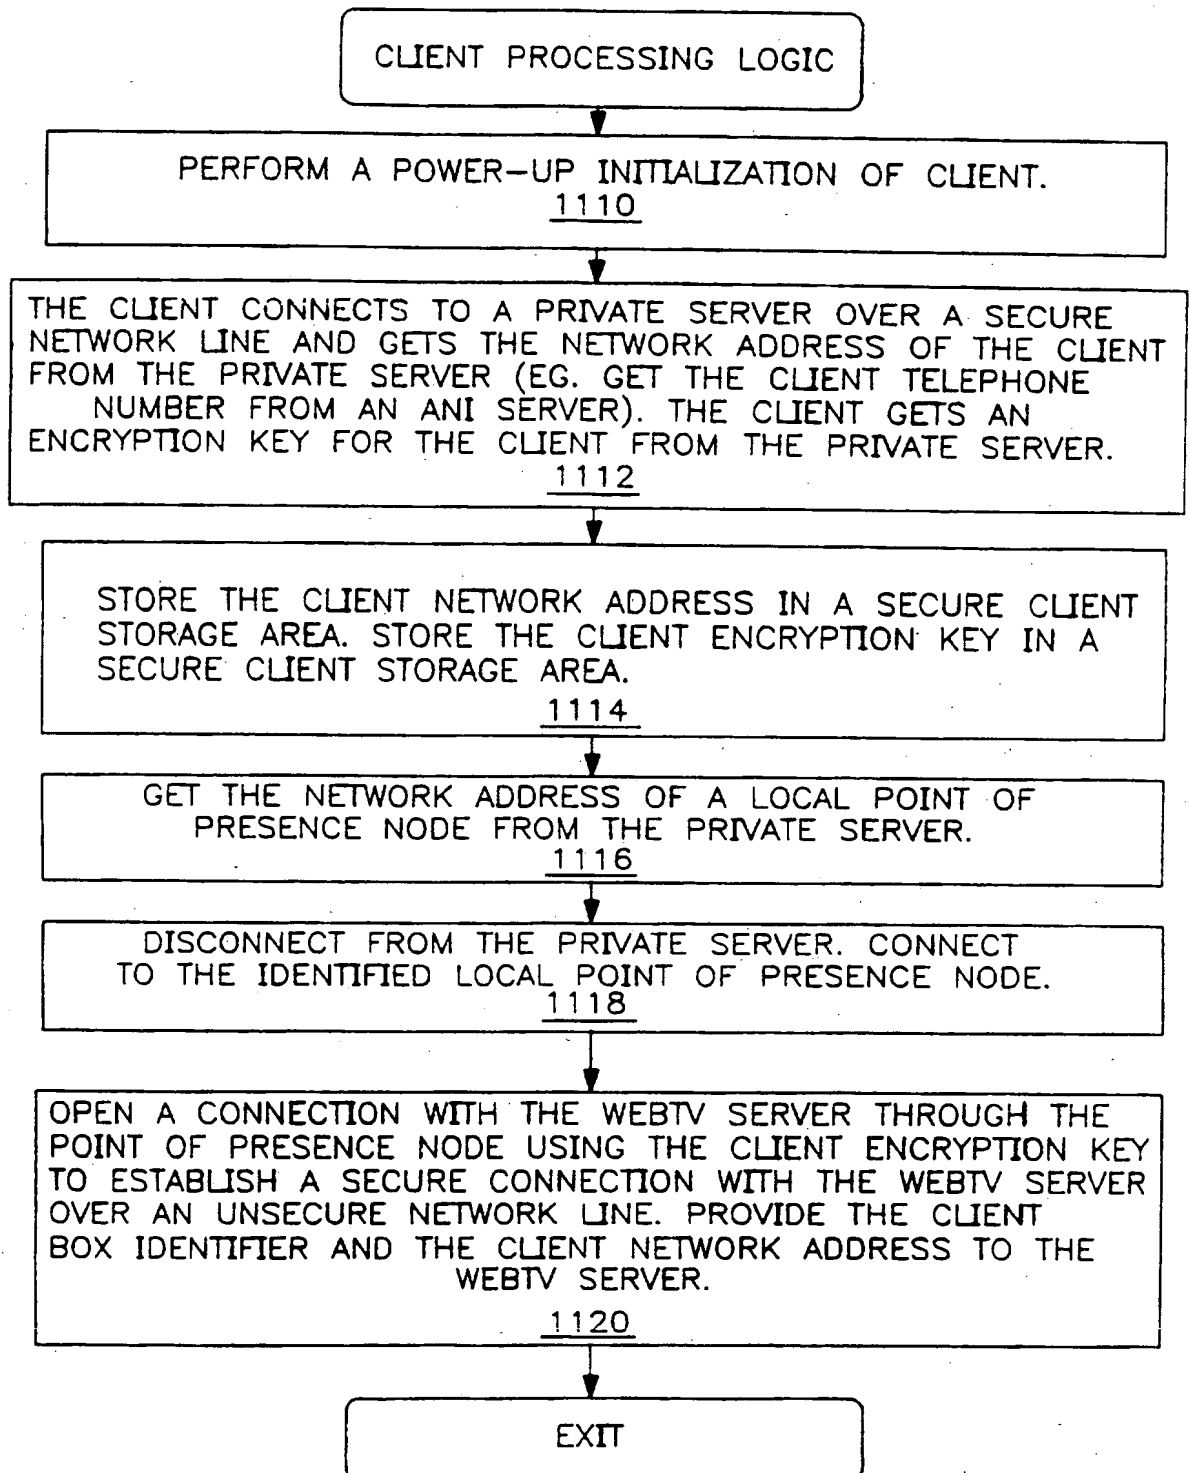 CLIENT PROCESSING LOGIC
PERFORM A POWER-UP INITIALIZATION OF CLIENT.
1110
THE CLIENT CONNECTS TO A PRIVATE SERVER OVER A SECURE
NETWORK LINE AND GETS THE NETWORK ADDRESS OF THE CLIENT
FROM THE PRIVATE SERVER (EG. GET THE CLIENT TELEPHONE
NUMBER FROM AN ANI SERVER). THE CLIENT GETS AN
ENCRYPTION KEY FOR THE CLIENT FROM THE PRIVATE SERVER.
1112
STORE THE CLIENT NETWORK ADDRESS IN A SECURE CLIENT
STORAGE AREA. STORE THE CLIENT ENCRYPTION KEY IN A
SECURE CLIENT STORAGE AREA.
1114
GET THE NETWORK ADDRESS OF A LOCAL POINT OF
PRESENCE NODE FROM THE PRIVATE SERVER.
1116
DISCONNECT FROM THE PRIVATE SERVER. CONNECT
TO THE IDENTIFIED LOCAL POINT OF PRESENCE NODE.
1118
OPEN A CONNECTION WITH THE WEBTV SERVER THROUGH THE
POINT OF PRESENCE NODE USING THE CLIENT ENCRYPTION KEY
TO ESTABLISH A SECURE CONNECTION WITH THE WEBTV SERVER
OVER AN UNSECURE NETWORK LINE. PROVIDE THE CLIENT
BOX IDENTIFIER AND THE CLIENT NETWORK ADDRESS TO THE
WEBTV SERVER.
1120
EXIT